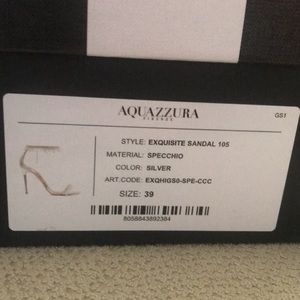 AQUAZZURA
FIRENZE
GS1
STYLE: EXQUISITE SANDAL 105
MATERIAL: SPECCHIO
COLOR: SILVER
ART.CODE: EXQHIGS0-SPE-CCC
SIZE: 39
8058843892384